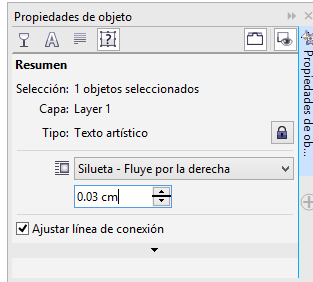 Propiedades de objeto
Resumen
Selección: 1 objetos seleccionados
Capa: Layer 1
Tipo: Texto artístico
Silueta - Fluye por la derecha
0.03 cm
Ajustar línea de conexión
Propiedades de ob...